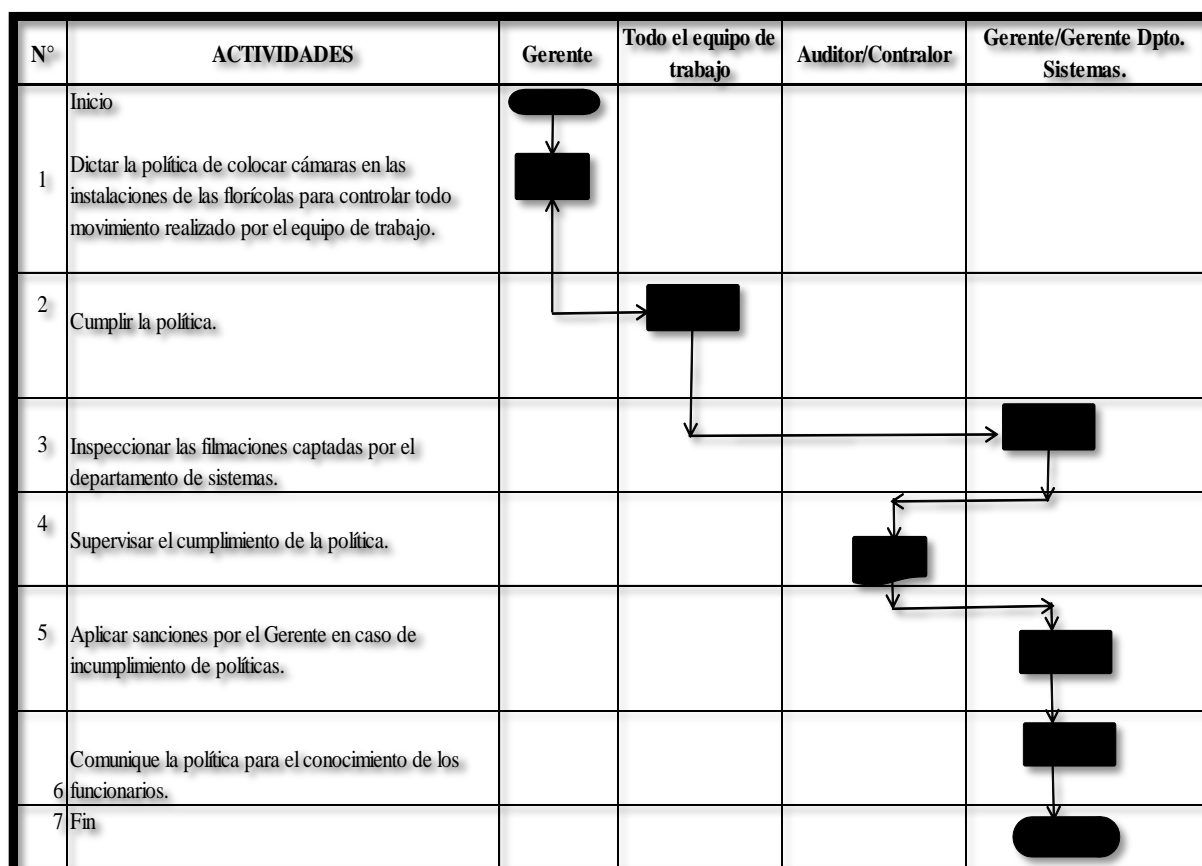 N° ACTIVIDADES Gerente Todo el equipo de trabajo Auditor/Contralor Gerente/Gerente Dpto. Sistemas.
Inicio
1
Dictar la política de colocar cámaras en las
instalaciones de las florícolas para controlar todo
movimiento realizado por el equipo de trabajo.
2
Cumplir la política.
3 Inspeccionar las filmaciones captadas por el
departamento de sistemas.
4
Supervisar el cumplimiento de la política.
5 Aplicar sanciones por el Gerente en caso de
incumplimiento de políticas.
Comunique la política para el conocimiento de los
6 funcionarios.
7 Fin